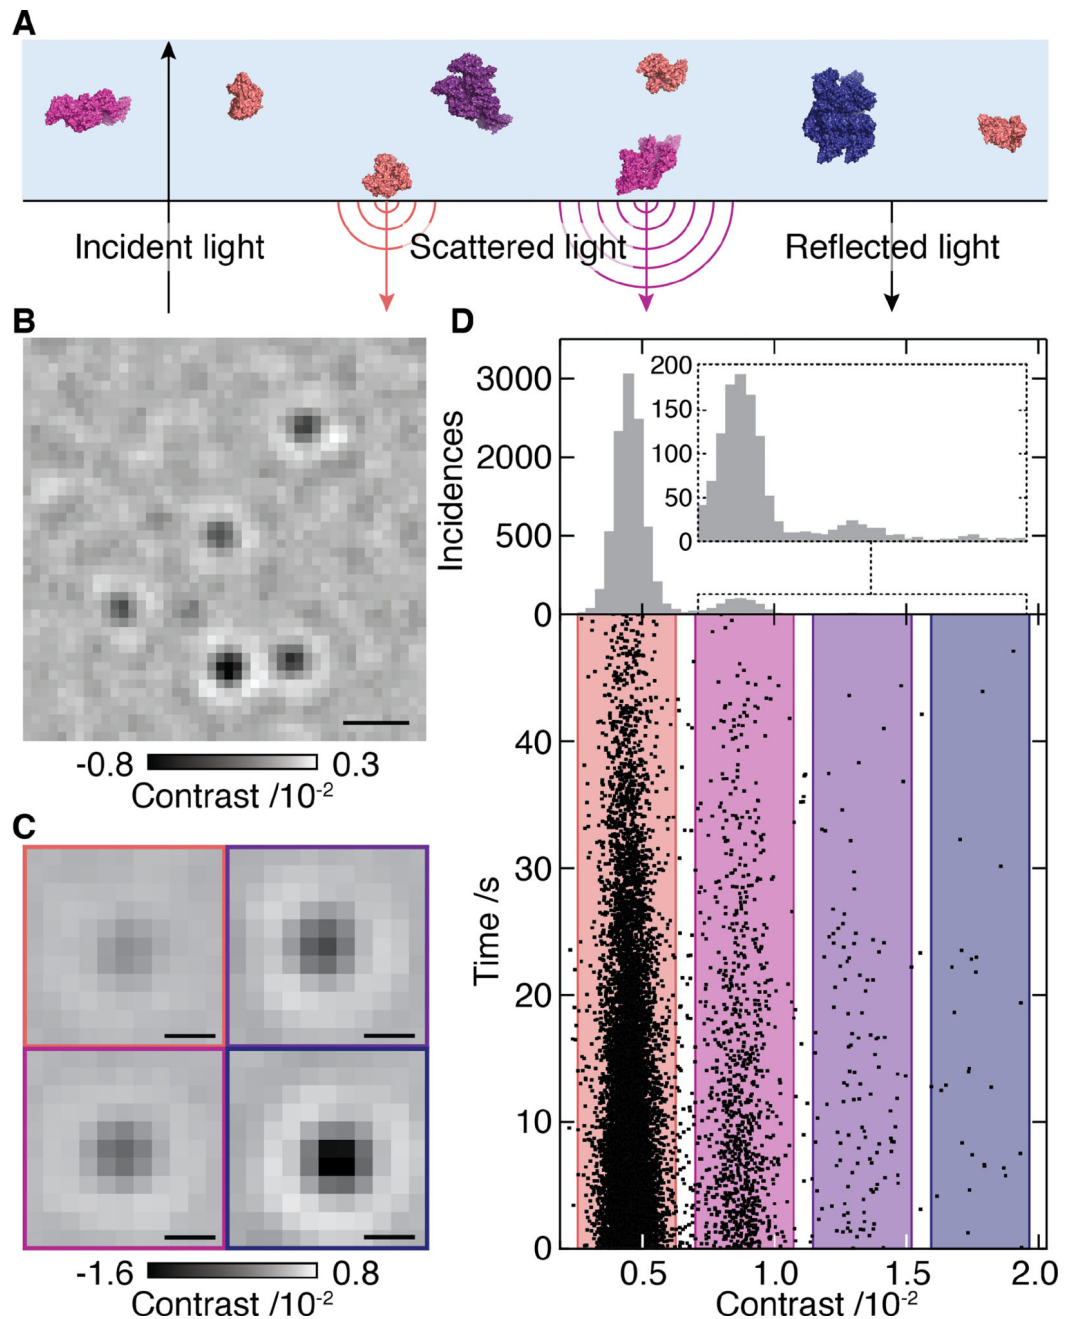 A
Incident light
Scattered light
Reflected light
B
-0.8
0.3
Contrast /10-2
C
-1.6
0.8
Contrast /10-2
D
Incidences
3000
2000
500
0
200
150
100
50
0
Time /s
40
30
20
10
0
0.5
1.0
1.5
2.0
Contrast /10-2